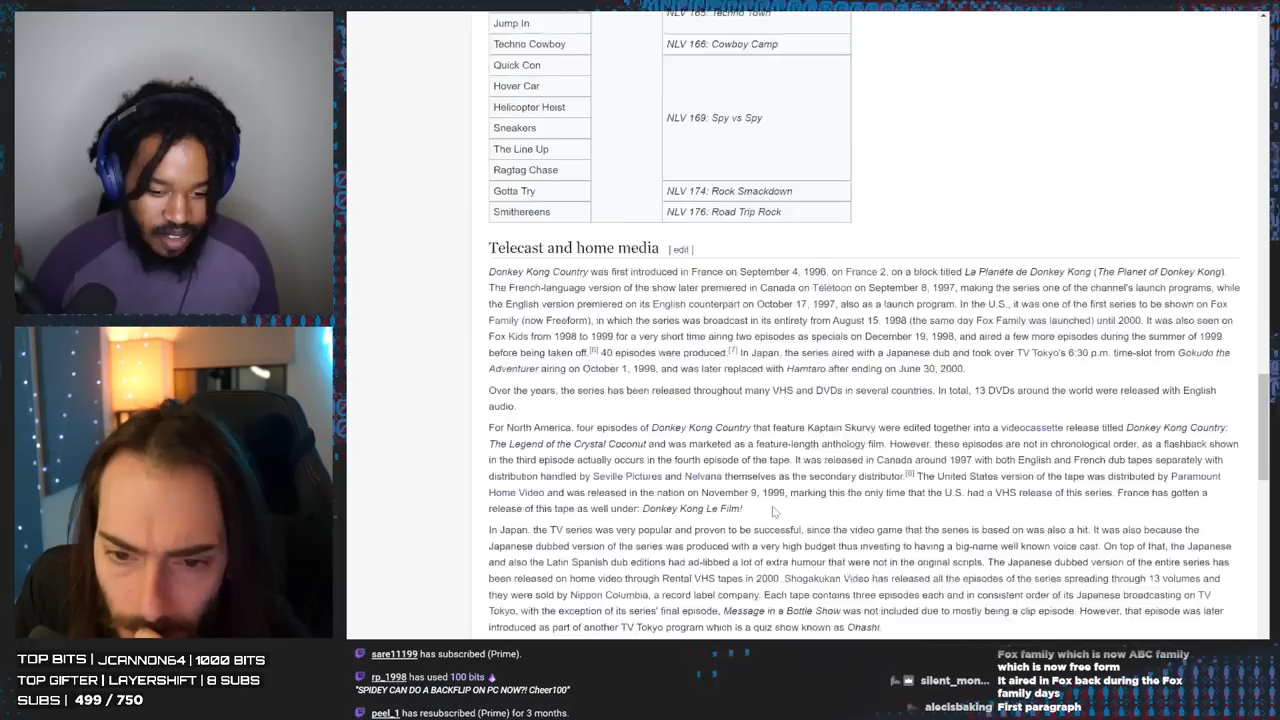 Jump In
NLV 165: Techno Town
Techno Cowboy
NLV 166: Cowboy Camp
Quick Con
Hover Car
Helicopter Heist
Sneakers
The Line Up
Ragtag Chase
NLV 169: Spy vs Spy
Gotta Try
NLV 174: Rock Smackdown
Smithereens
NLV 176: Road Trip Rock
Telecast and home media [ edit ]
Donkey Kong Country was first introduced in France on September 4, 1996, on France 2, on a block titled La Planète de Donkey Kong (The Planet of Donkey Kong).
The French-language version of the show later premiered in Canada on Télétoon on September 8, 1997, making the series one of the channel's launch programs, while
the English version premiered on its English counterpart on October 17, 1997, also as a launch program. In the U.S., it was one of the first series to be shown on Fox
Family (now Freeform), in which the series was broadcast in its entirety from August 15, 1998 (the same day Fox Family was launched) until 2000. It was also seen on
Fox Kids from 1998 to 1999 for a very short time airing two episodes as specials on December 19, 1998, and aired a few more episodes during the summer of 1999
before being taken off.[6] 40 episodes were produced.[7] In Japan, the series aired with a Japanese dub and took over TV Tokyo's 6:30 p.m. time-slot from Gokudo the
Adventurer airing on October 1, 1999, and was later replaced with Hamtaro after ending on June 30, 2000.
Over the years, the series has been released throughout many VHS and DVDs in several countries. In total, 13 DVDs around the world were released with English
audio.
For North America, four episodes of Donkey Kong Country that feature Kaptain Skurvy were edited together into a videocassette release titled Donkey Kong Country:
The Legend of the Crystal Coconut and was marketed as a feature-length anthology film. However, these episodes are not in chronological order, as a flashback shown
in the third episode actually occurs in the fourth episode of the tape. It was released in Canada around 1997 with both English and French dub tapes separately with
distribution handled by Seville Pictures and Nelvana themselves as the secondary distributor.[8] The United States version of the tape was distributed by Paramount
Home Video and was released in the nation on November 9, 1999, marking this the only time that the U.S. had a VHS release of this series. France has gotten a
release of this tape as well under: Donkey Kong Le Film!
In Japan, the TV series was very popular and proven to be successful, since the video game that the series is based on was also a hit. It was also because the
Japanese dubbed version of the series was produced with a very high budget thus investing to having a big-name well known voice cast. On top of that, the Japanese
and also the Latin Spanish dub editions had ad-libbed a lot of extra humour that were not in the original scripts. The Japanese dubbed version of the entire series has
been released on home video through Rental VHS tapes in 2000. Shogakukan Video has released all the episodes of the series spreading through 13 volumes and
they were sold by Nippon Columbia, a record label company. Each tape contains three episodes each and in consistent order of its Japanese broadcasting on TV
Tokyo, with the exception of its series' final episode, Message in a Bottle Show was not included due to mostly being a clip episode. However, that episode was later
introduced as part of another TV Tokyo program which is a quiz show known as Ohashi.
TOP BITS | JCANNON64 | 1000 BITS
TOP GIFTER | LAYERSHIFT | 8 SUBS
SUBS | 499 / 750
sare11199 has subscribed (Prime).
rp_1998 has used 100 bits
"SPIDEY CAN DO A BACKFLIP ON PC NOW?! Cheer100"
peel_1 has resubscribed (Prime) for 3 months.
Fox family which is now ABC family
which is now free form
silent_mon... It aired in Fox back during the Fox
family days
alecisbaking First paragraph